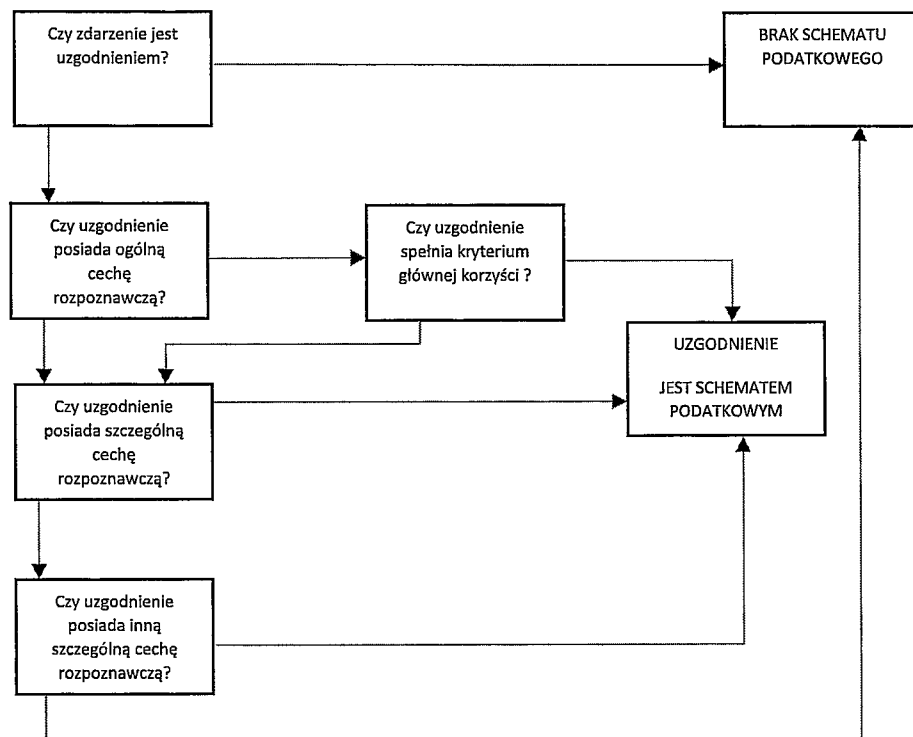 Czy zdarzenie jest
uzgodnieniem?
BRAK SCHEMATU
PODATKOWEGO
Czy uzgodnienie
posiada ogólną
cechę
rozpoznawczą?
Czy uzgodnienie
spełnia kryterium
głównej korzyści ?
UZGODNIENIE
JEST SCHEMATEM
PODATKOWYM
Czy uzgodnienie
posiada szczególną
cechę
rozpoznawczą?
Czy uzgodnienie
posiada inną
szczególną cechę
rozpoznawczą?